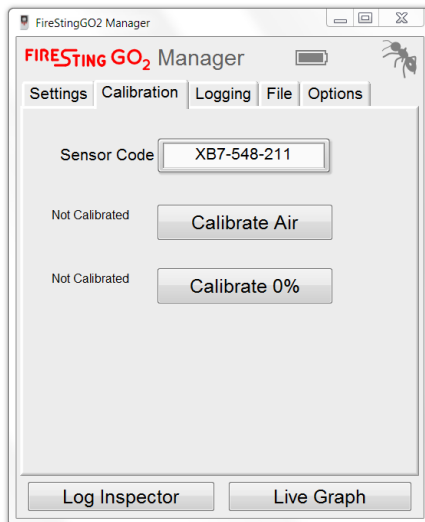 FireStingGO2 Manager
FIRESTING GO2 Manager
Settings Calibration Logging File Options
Sensor Code XB7-548-211
Not Calibrated Calibrate Air
Not Calibrated Calibrate 0%
Log Inspector Live Graph